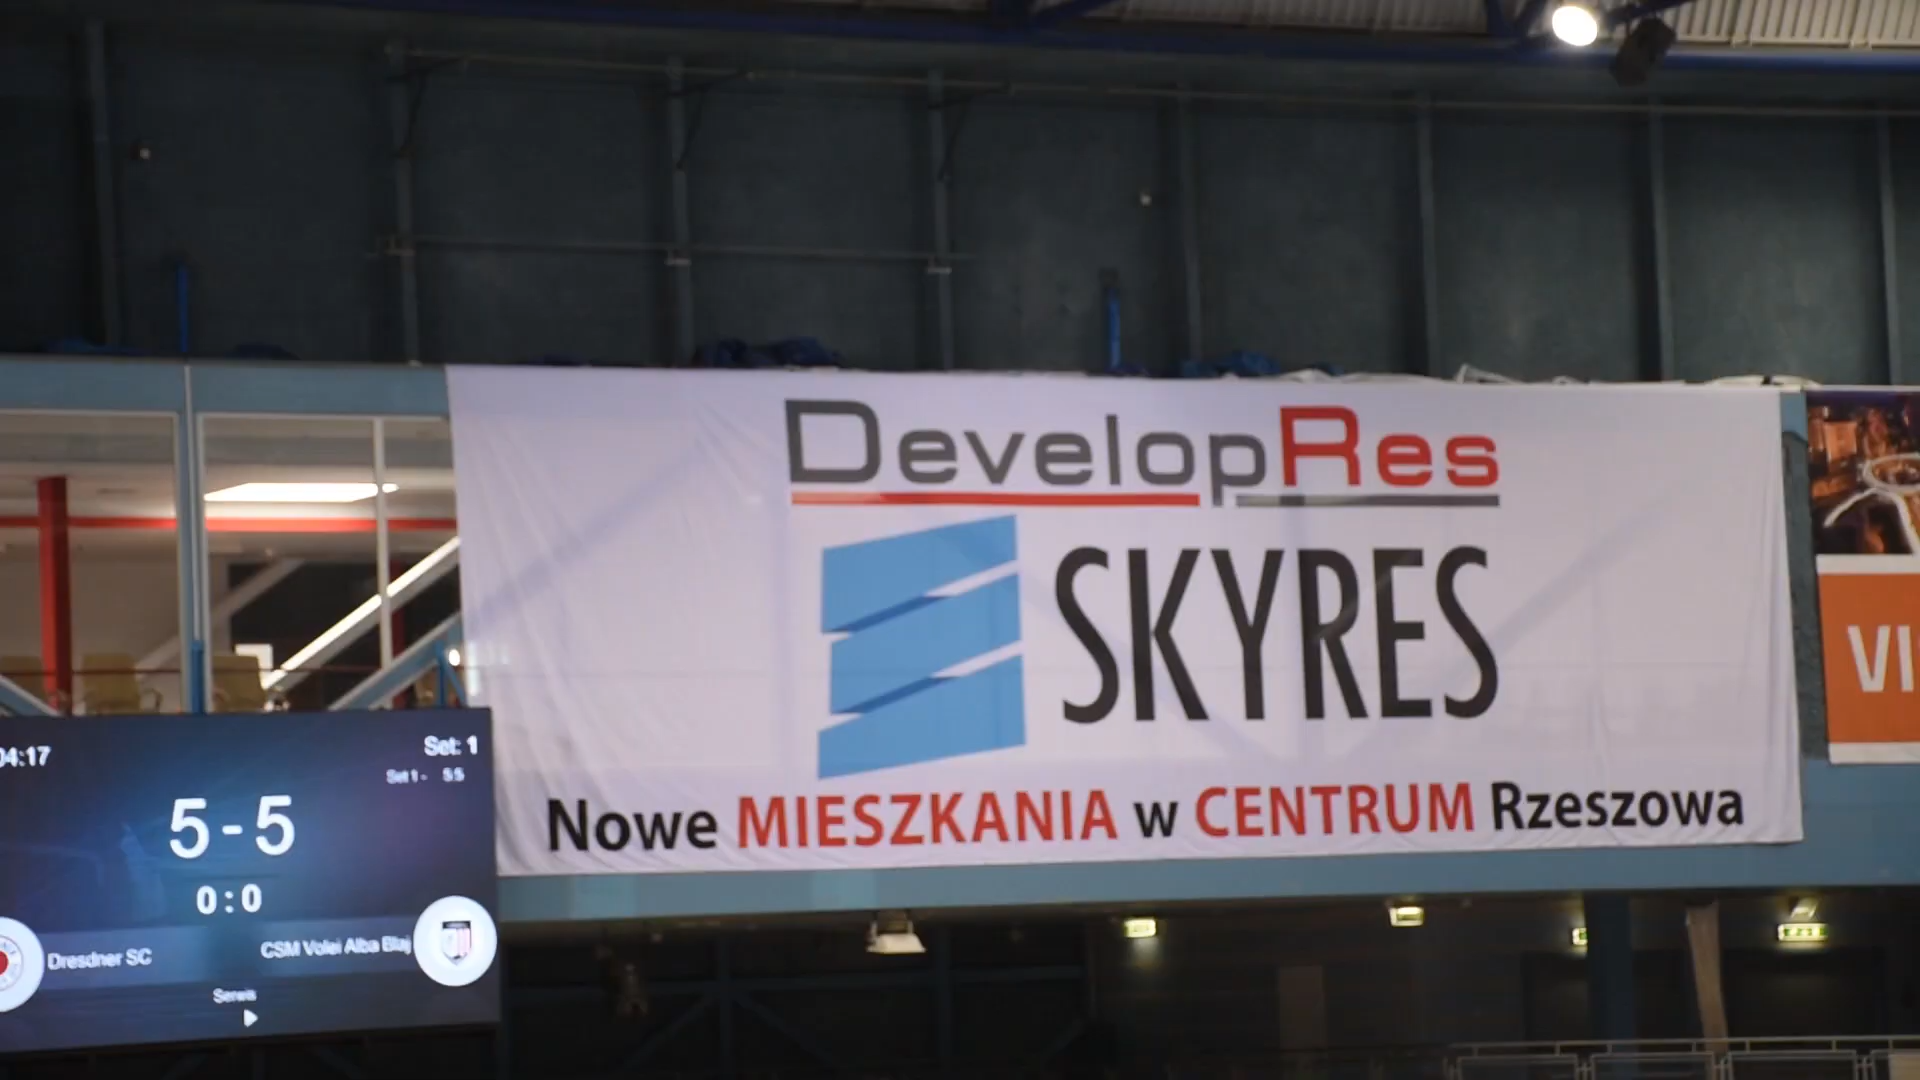 DevelopRes
SKYRES
Nowe MIESZKANIA w CENTRUM Rzeszowa
VI
04:17
Set: 1
Set 1 - 5:5
5 - 5
0 : 0
Dresdner SC
CSM Volei Alba Blaj
Serwis